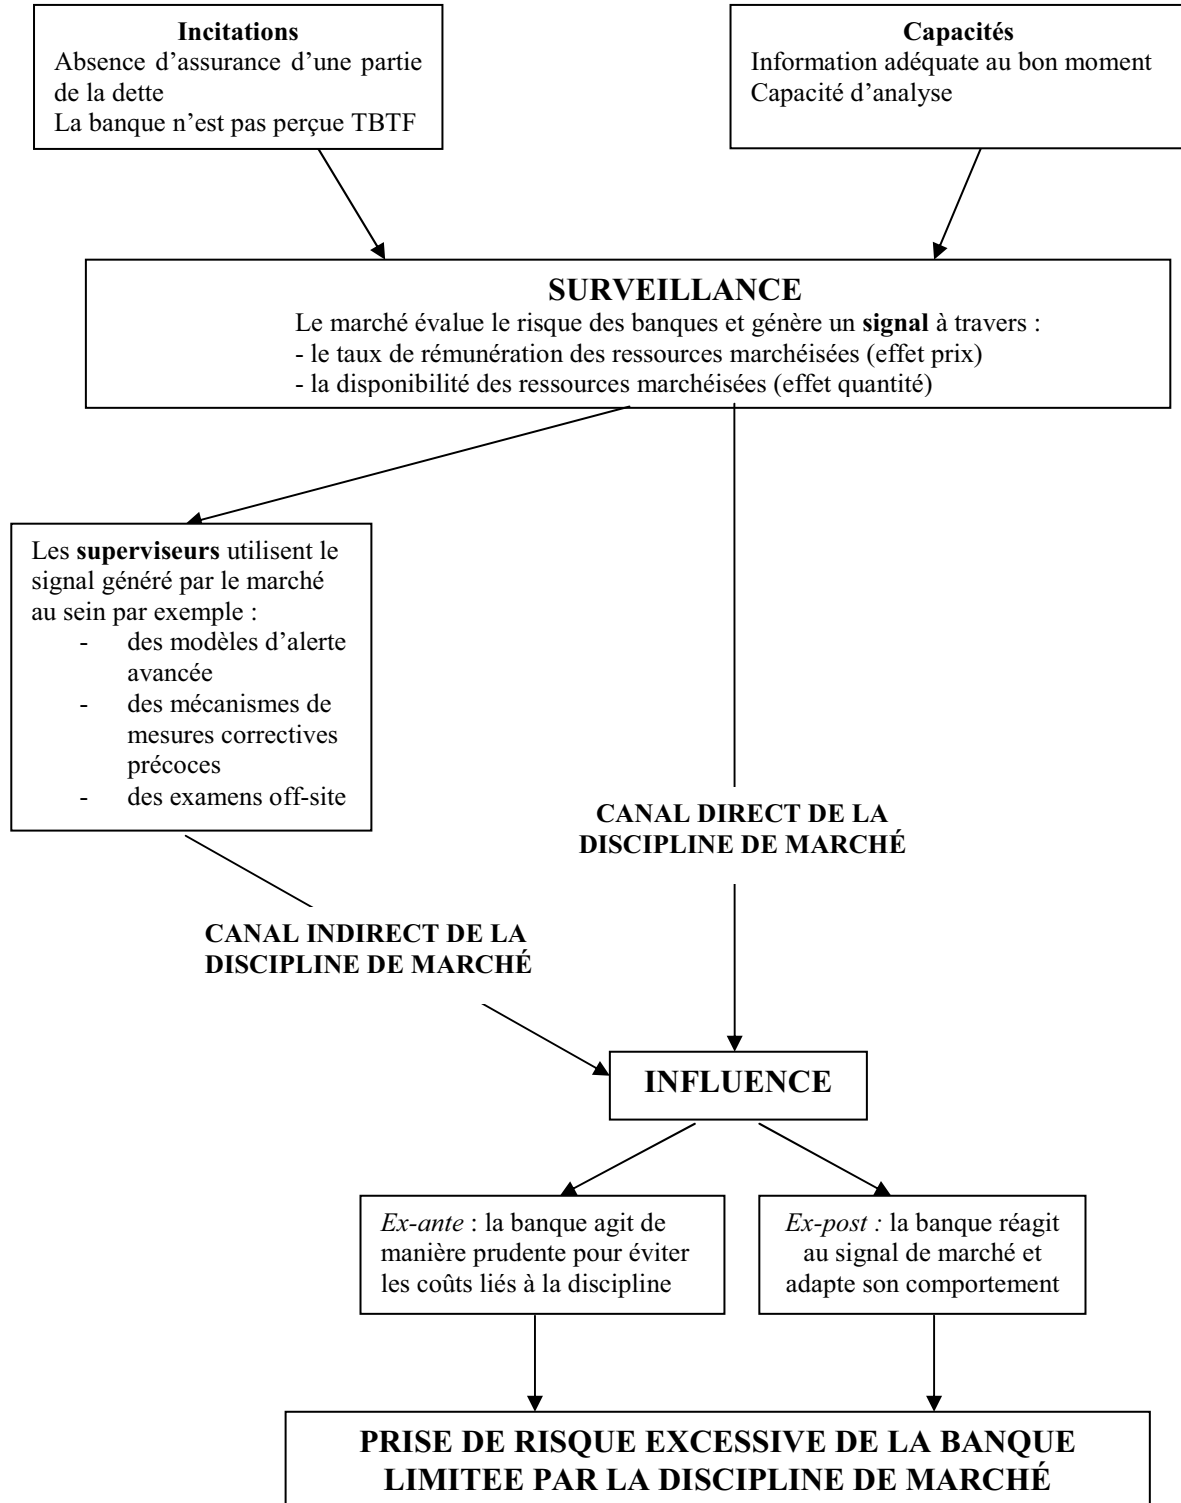 Incitations
Absence d’assurance d’une partie
de la dette
La banque n’est pas perçue TBTF
Capacités
Information adéquate au bon moment
Capacité d’analyse
SURVEILLANCE
Le marché évalue le risque des banques et génère un signal à travers :
- le taux de rémunération des ressources marchéisées (effet prix)
- la disponibilité des ressources marchéisées (effet quantité)
Les superviseurs utilisent le
signal généré par le marché
au sein par exemple :
- des modèles d’alerte
avancée
- des mécanismes de
mesures correctives
précoces
- des examens off-site
CANAL DIRECT DE LA
DISCIPLINE DE MARCHÉ
CANAL INDIRECT DE LA
DISCIPLINE DE MARCHÉ
INFLUENCE
Ex-ante : la banque agit de
manière prudente pour éviter
les coûts liés à la discipline
Ex-post : la banque réagit
au signal de marché et
adapte son comportement
PRISE DE RISQUE EXCESSIVE DE LA BANQUE
LIMITEE PAR LA DISCIPLINE DE MARCHÉ